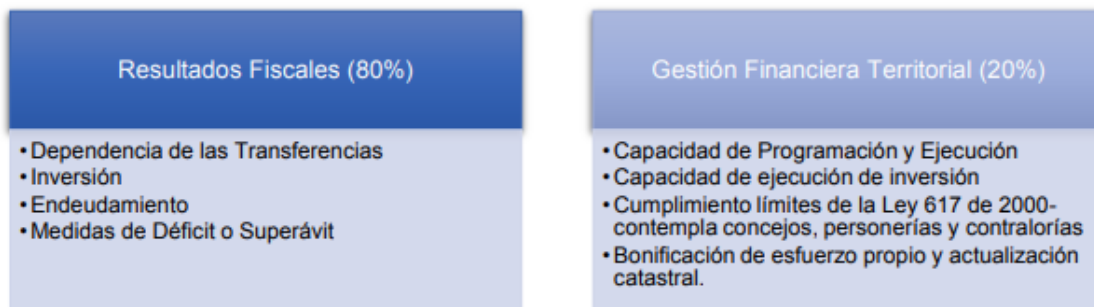 Resultados Fiscales (80%)
• Dependencia de las Transferencias
• Inversión
• Endeudamiento
• Medidas de Déficit o Superávit
Gestión Financiera Territorial (20%)
• Capacidad de Programación y Ejecución
• Capacidad de ejecución de inversión
• Cumplimiento límites de la Ley 617 de 2000-
contempla concejos, personerías y contralorías
• Bonificación de esfuerzo propio y actualización
catastral.